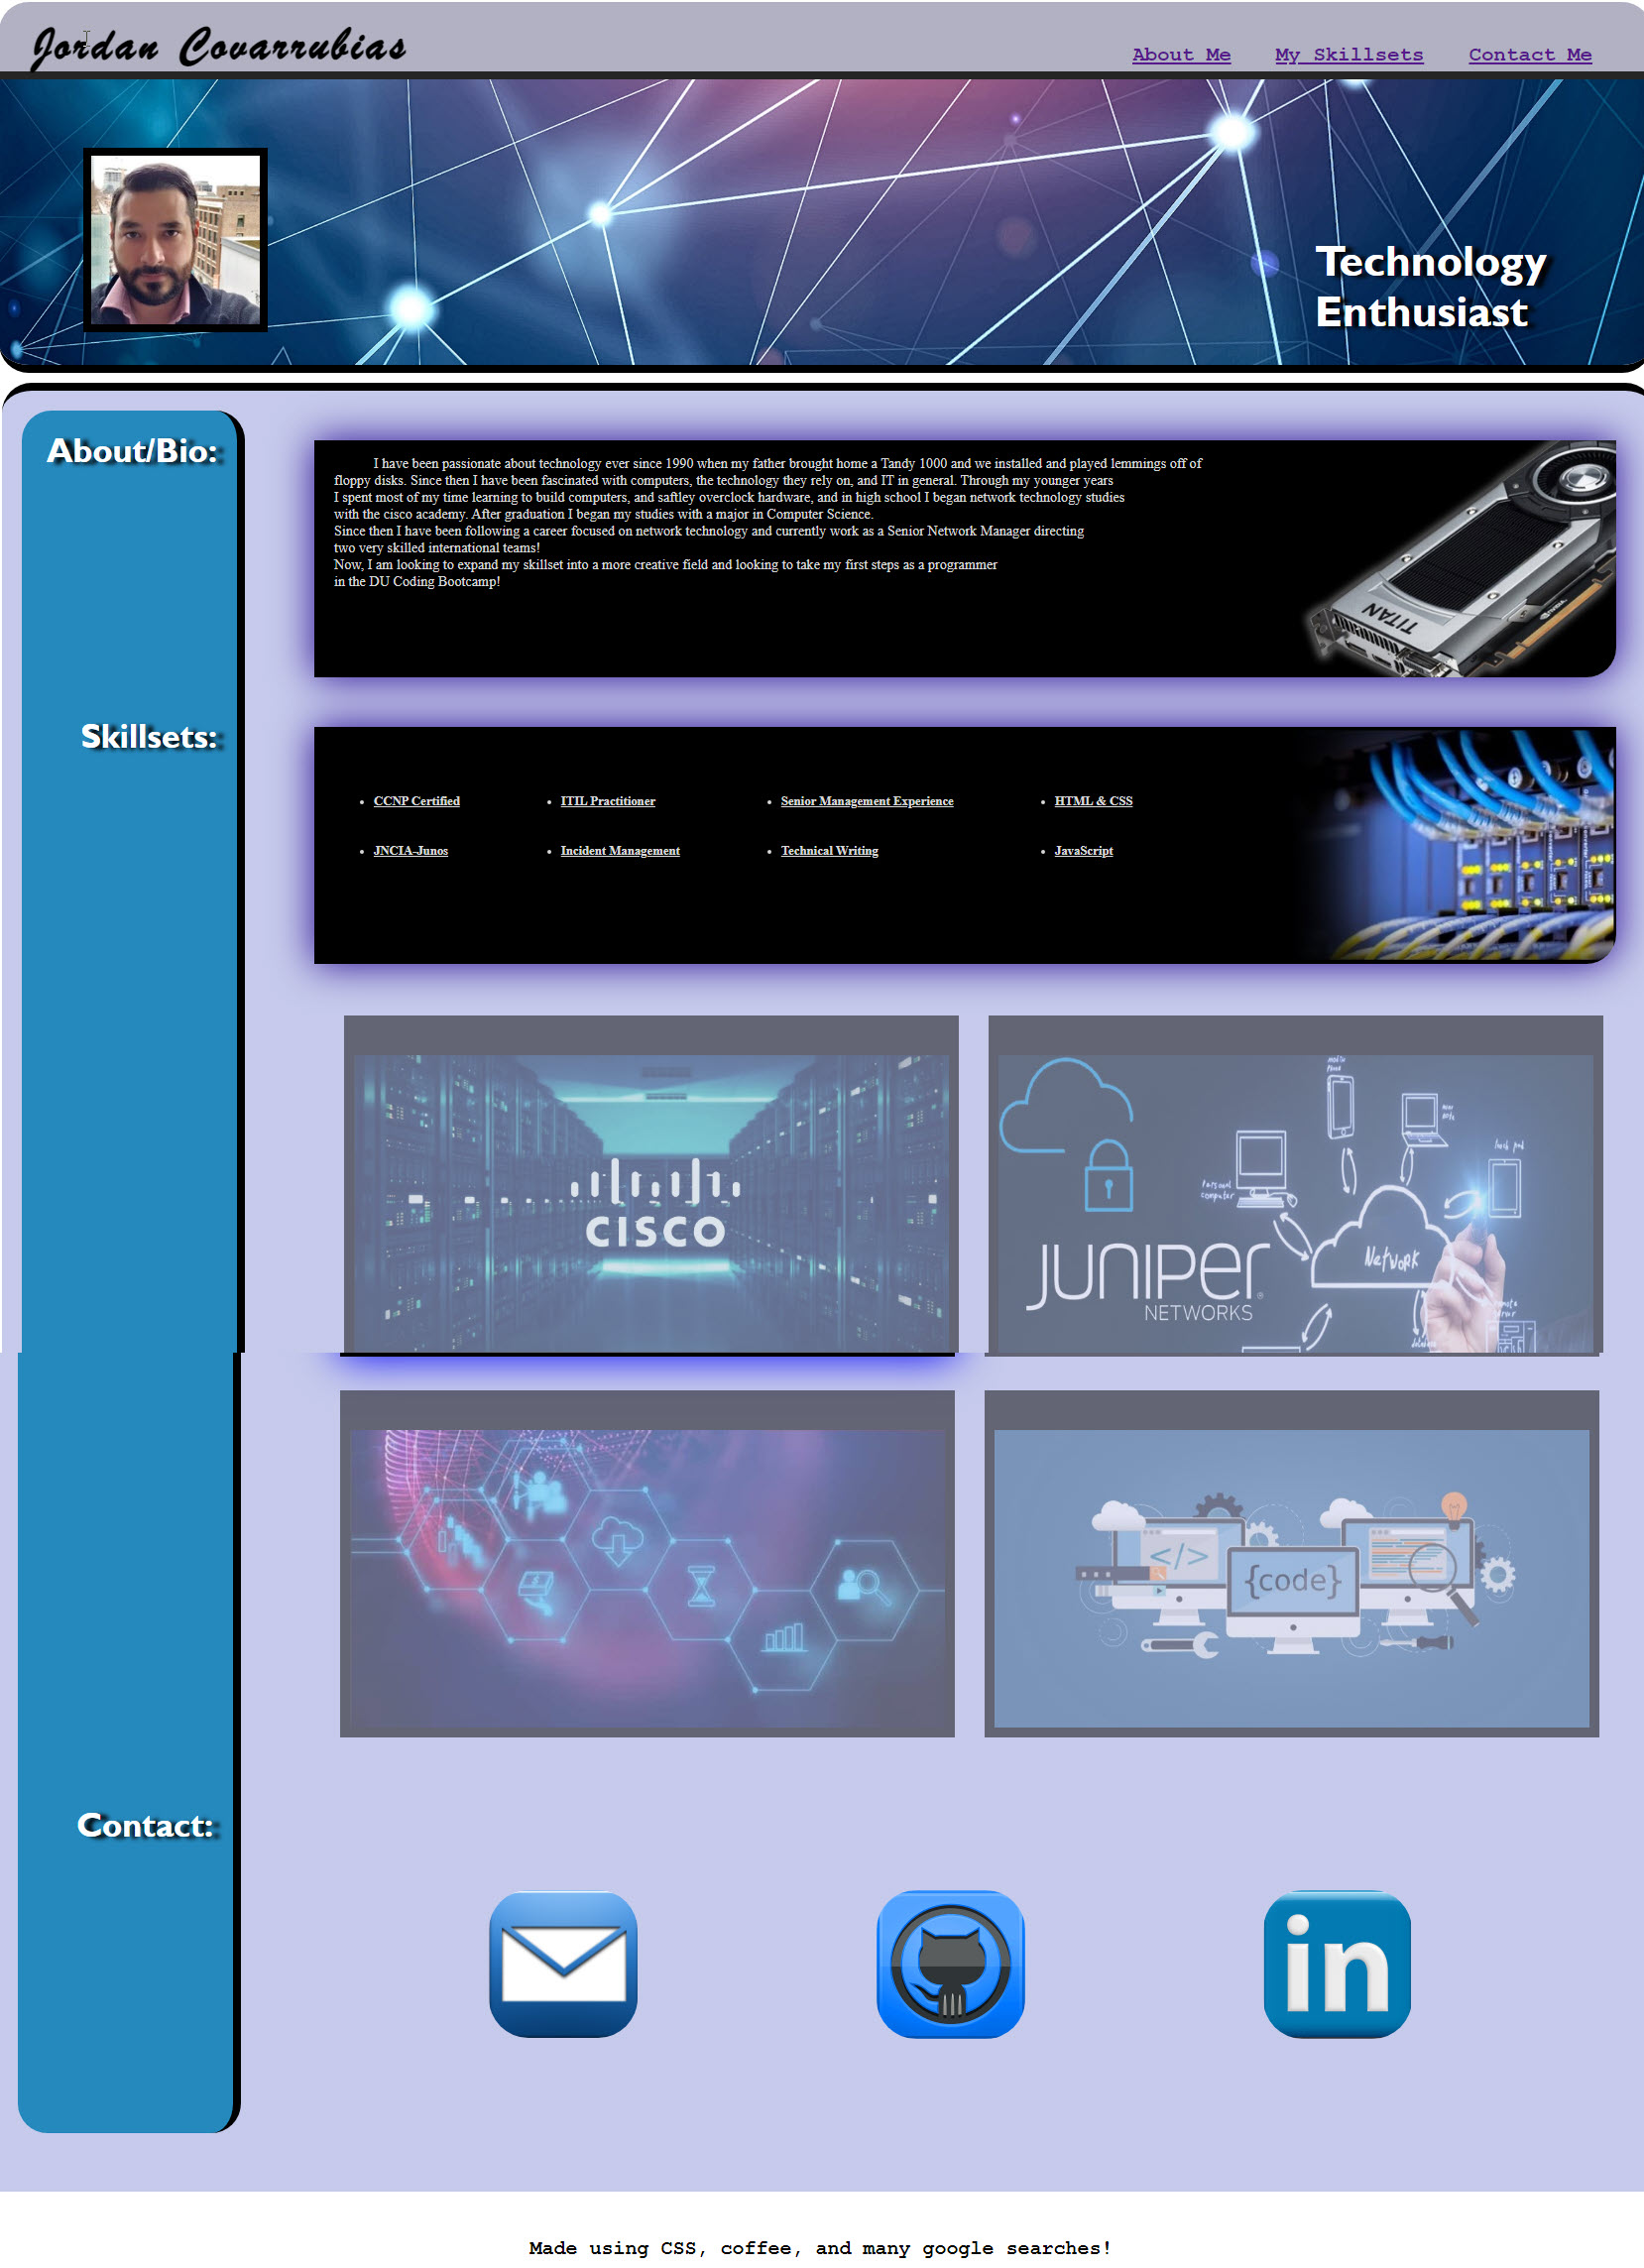 Jordan Covarrubias
About Me My Skillsets Contact Me
Technology
Enthusiast
About/Bio:
I have been passionate about technology ever since 1990 when my father brought home a Tandy 1000 and we installed and played lemmings off of
floppy disks. Since then I have been fascinated with computers, the technology they rely on, and IT in general. Through my younger years
I spent most of my time learning to build computers, and saftley overclock hardware, and in high school I began network technology studies
with the cisco academy. After graduation I began my studies with a major in Computer Science.
Since then I have been following a career focused on network technology and currently work as a Senior Network Manager directing
two very skilled international teams!
Now, I am looking to expand my skillset into a more creative field and looking to take my first steps as a programmer
in the DU Coding Bootcamp!
TITAN
Skillsets:
• CCNP Certified • ITIL Practitioner • Senior Management Experience • HTML & CSS
• JNCIA-Junos • Incident Management • Technical Writing • JavaScript
CISCO
Personal
computer
Network
JUNIPER
NETWORKS
</>
{code}
Contact:
in
Made using CSS, coffee, and many google searches!